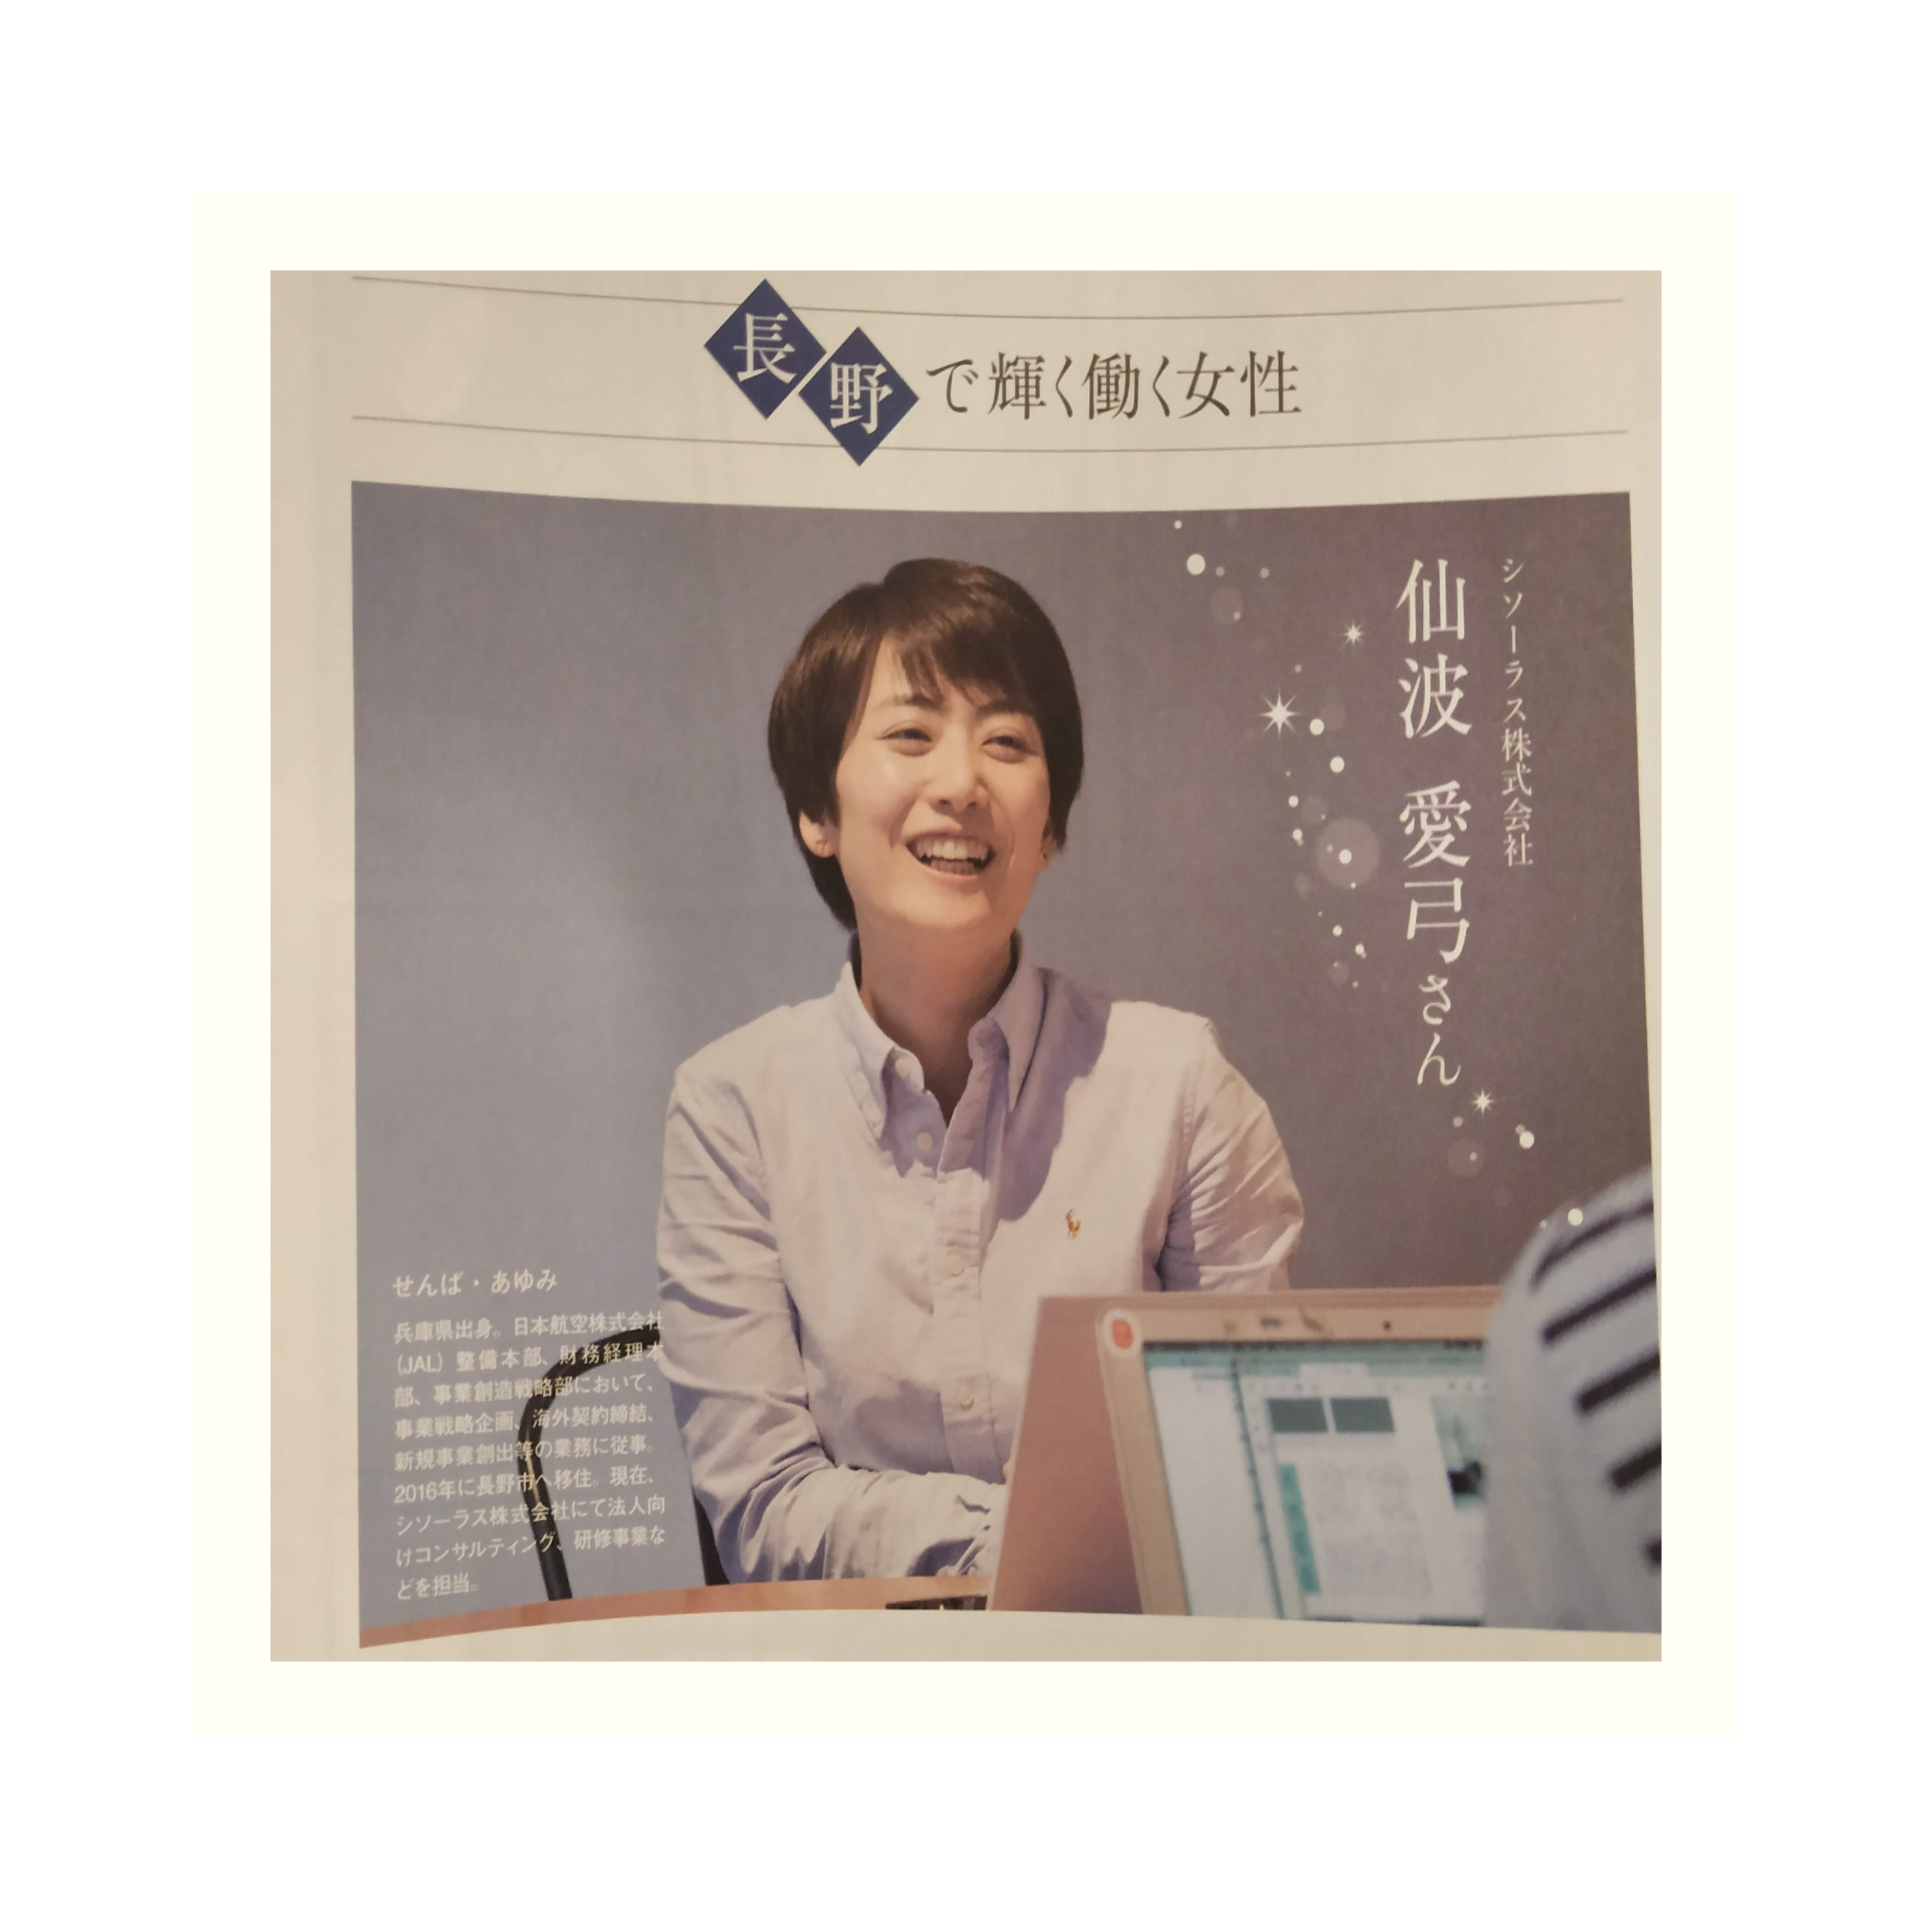 長野で輝く働く女性
シソーラス株式会社
仙波 愛弓さん
せんば・あゆみ
兵庫県出身。日本航空株式会社
(JAL) 整備本部、財務経理本
部、事業創造戦略部において、
事業戦略企画、海外契約締結、
新規事業創出等の業務に従事。
2016年に長野市へ移住。現在、
シソーラス株式会社にて法人向
けコンサルティング、研修事業な
どを担当。